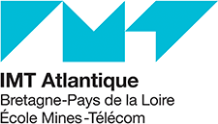 IMT Atlantique
Bretagne-Pays de la Loire
École Mines-Télécom